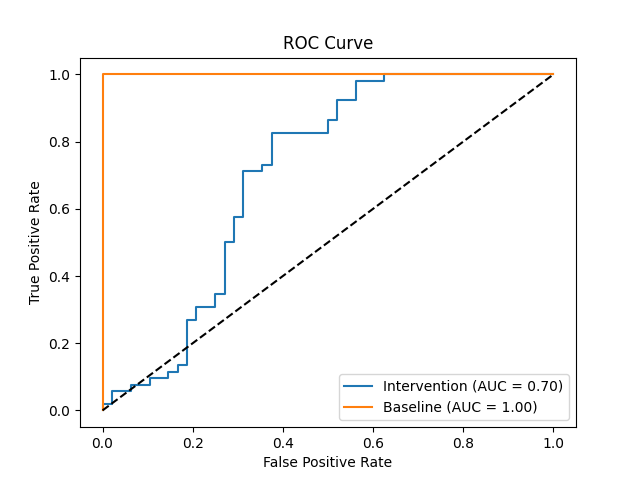 ROC Curve
1.0
0.8
0.6
0.4
0.2
0.0
True Positive Rate
Intervention (AUC = 0.70)
Baseline (AUC = 1.00)
0.0 0.2 0.4 0.6 0.8 1.0
False Positive Rate